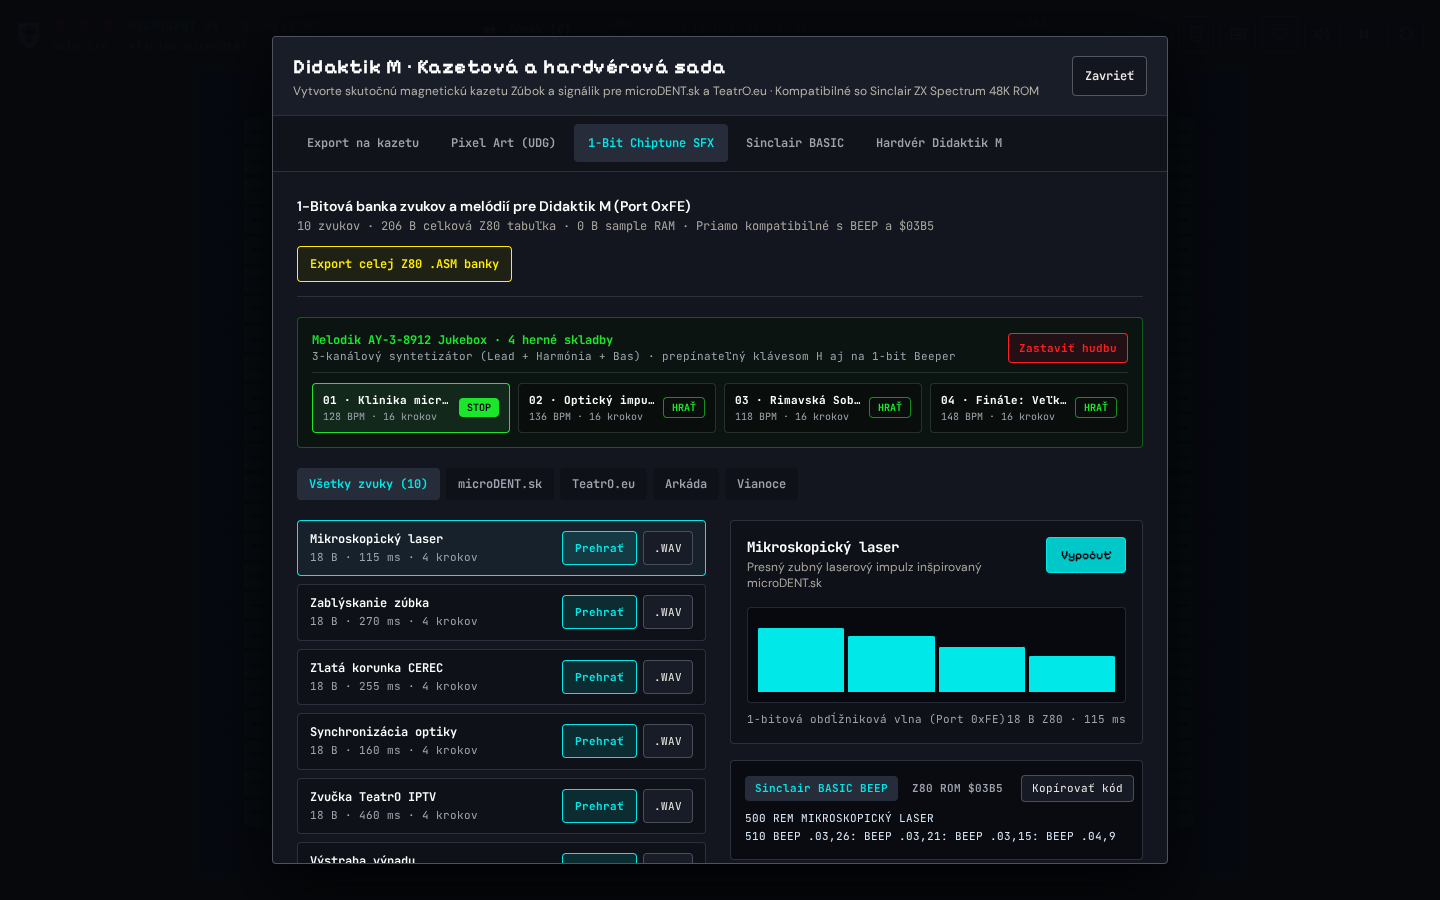 Didaktik M · Kazetová a hardvérová sada
Vytvorte skutočnú magnetickú kazetu Zúbok a signálik pre microDENT.sk a TeatrO.eu · Kompatibilné so Sinclair ZX Spectrum 48K ROM
Zavrieť
Export na kazetu
Pixel Art (UDG)
1-Bit Chiptune SFX
Sinclair BASIC
Hardvér Didaktik M
1-Bitová banka zvukov a melódií pre Didaktik M (Port 0xFE)
10 zvukov · 206 B celková Z80 tabuľka · 0 B sample RAM · Priamo kompatibilné s BEEP a $03B5
Export celej Z80 .ASM banky
Melodik AY-3-8912 Jukebox · 4 herné skladby
3-kanálový syntetizátor (Lead + Harmónia + Bas) · prepínateľný klávesom H aj na 1-bit Beeper
Zastaviť hudbu
01 · Klinika micr…
128 BPM · 16 krokov
STOP
02 · Optický impu…
136 BPM · 16 krokov
HRAŤ
03 · Rimavská Sob…
118 BPM · 16 krokov
HRAŤ
04 · Finále: Veľk…
148 BPM · 16 krokov
HRAŤ
Všetky zvuky (10)
microDENT.sk
TeatrO.eu
Arkáda
Vianoce
Mikroskopický laser
18 B · 115 ms · 4 krokov
Prehrať
.WAV
Zablýskanie zúbka
18 B · 270 ms · 4 krokov
Prehrať
.WAV
Zlatá korunka CEREC
18 B · 255 ms · 4 krokov
Prehrať
.WAV
Synchronizácia optiky
18 B · 160 ms · 4 krokov
Prehrať
.WAV
Zvučka TeatrO IPTV
18 B · 460 ms · 4 krokov
Prehrať
.WAV
Výstraha výpadu
Mikroskopický laser
Presný zubný laserový impulz inšpirovaný
microDENT.sk
Vypočuť
1-bitová obdĺžniková vlna (Port 0xFE)
18 B Z80 · 115 ms
Sinclair BASIC BEEP
Z80 ROM $03B5
Kopírovať kód
500 REM MIKROSKOPICKÝ LASER
510 BEEP .03,26: BEEP .03,21: BEEP .03,15: BEEP .04,9